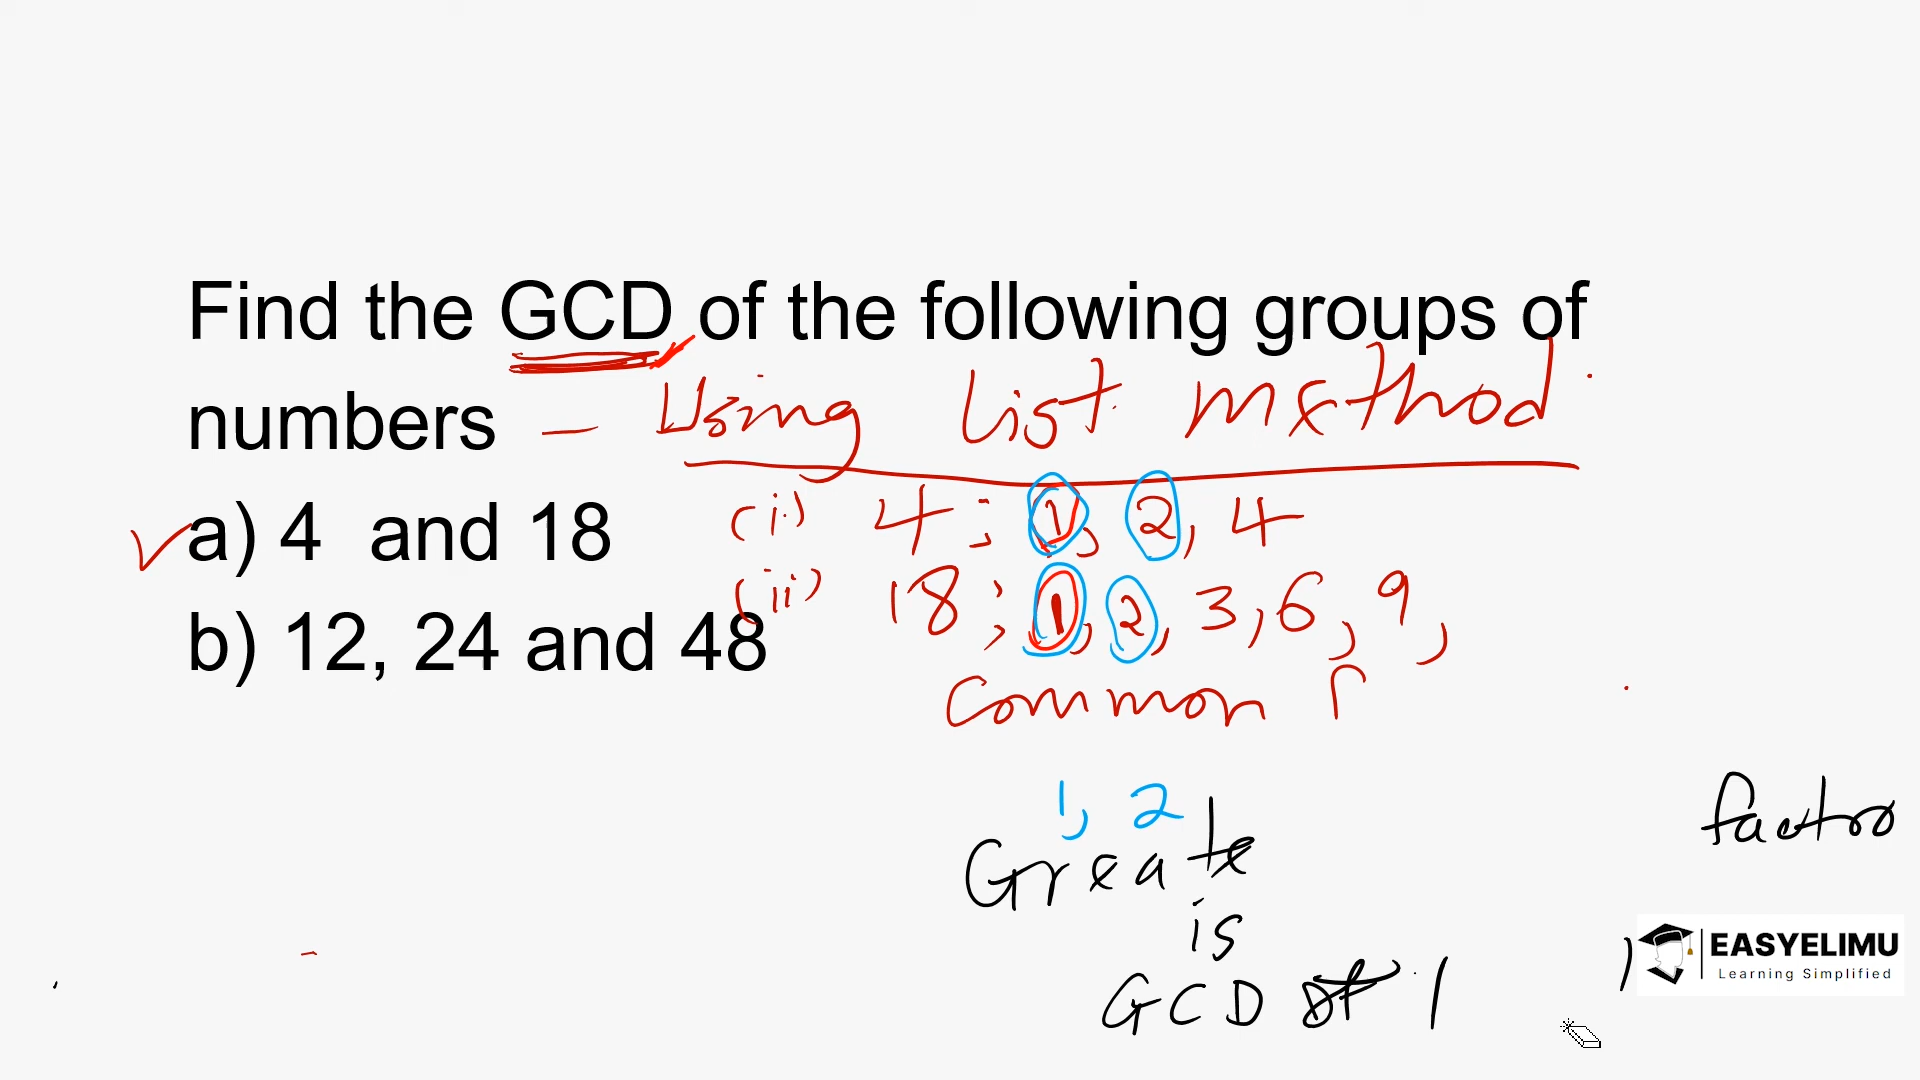 Find the GCD of the following groups of
numbers – Using List method
a) 4 and 18
(i) 4 ; 1, 2, 4
b) 12, 24 and 48
(ii) 18 ; 1, 2, 3, 6, 9,
Common
1, 2
Greate
factro
is
GCD of 1
EASYELIMU
Learning Simplified